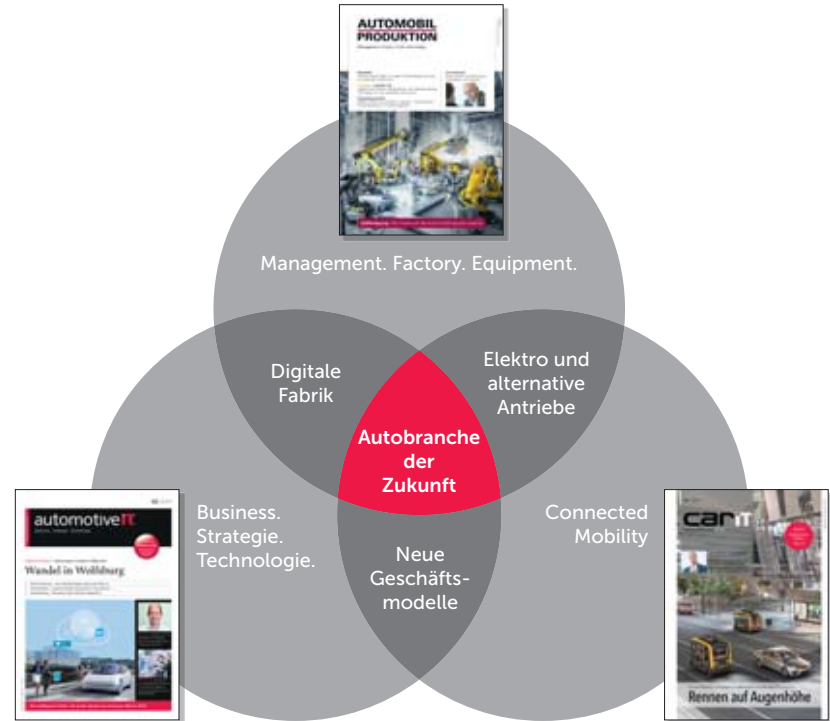 AUTOMOBIL
PRODUKTION
Management. Factory. Equipment.
Digitale
Fabrik
Elektro und
alternative
Antriebe
Autobranche
der
Zukunft
automotiveIT
Wandel in Wolfsburg
Business.
Strategie.
Technologie.
Neue
Geschäfts-
modelle
Connected
Mobility
carIT
Rennen auf Augenhöhe